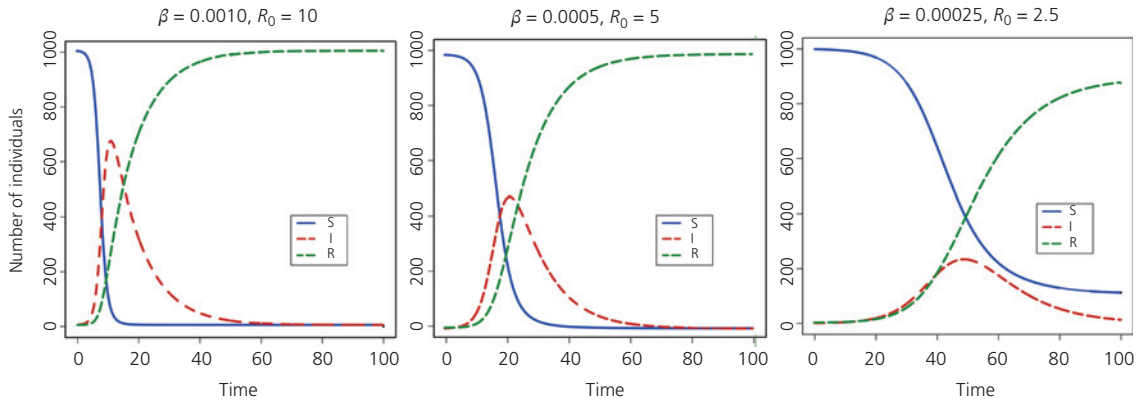 β = 0.0010, R0 = 10
β = 0.0005, R0 = 5
β = 0.00025, R0 = 2.5
Number of individuals
1000
800
600
400
200
0
S
I
R
0 20 40 60 80 100
Time
1000
800
600
400
200
0
S
I
R
0 20 40 60 80 100
Time
1000
800
600
400
200
0
S
I
R
0 20 40 60 80 100
Time